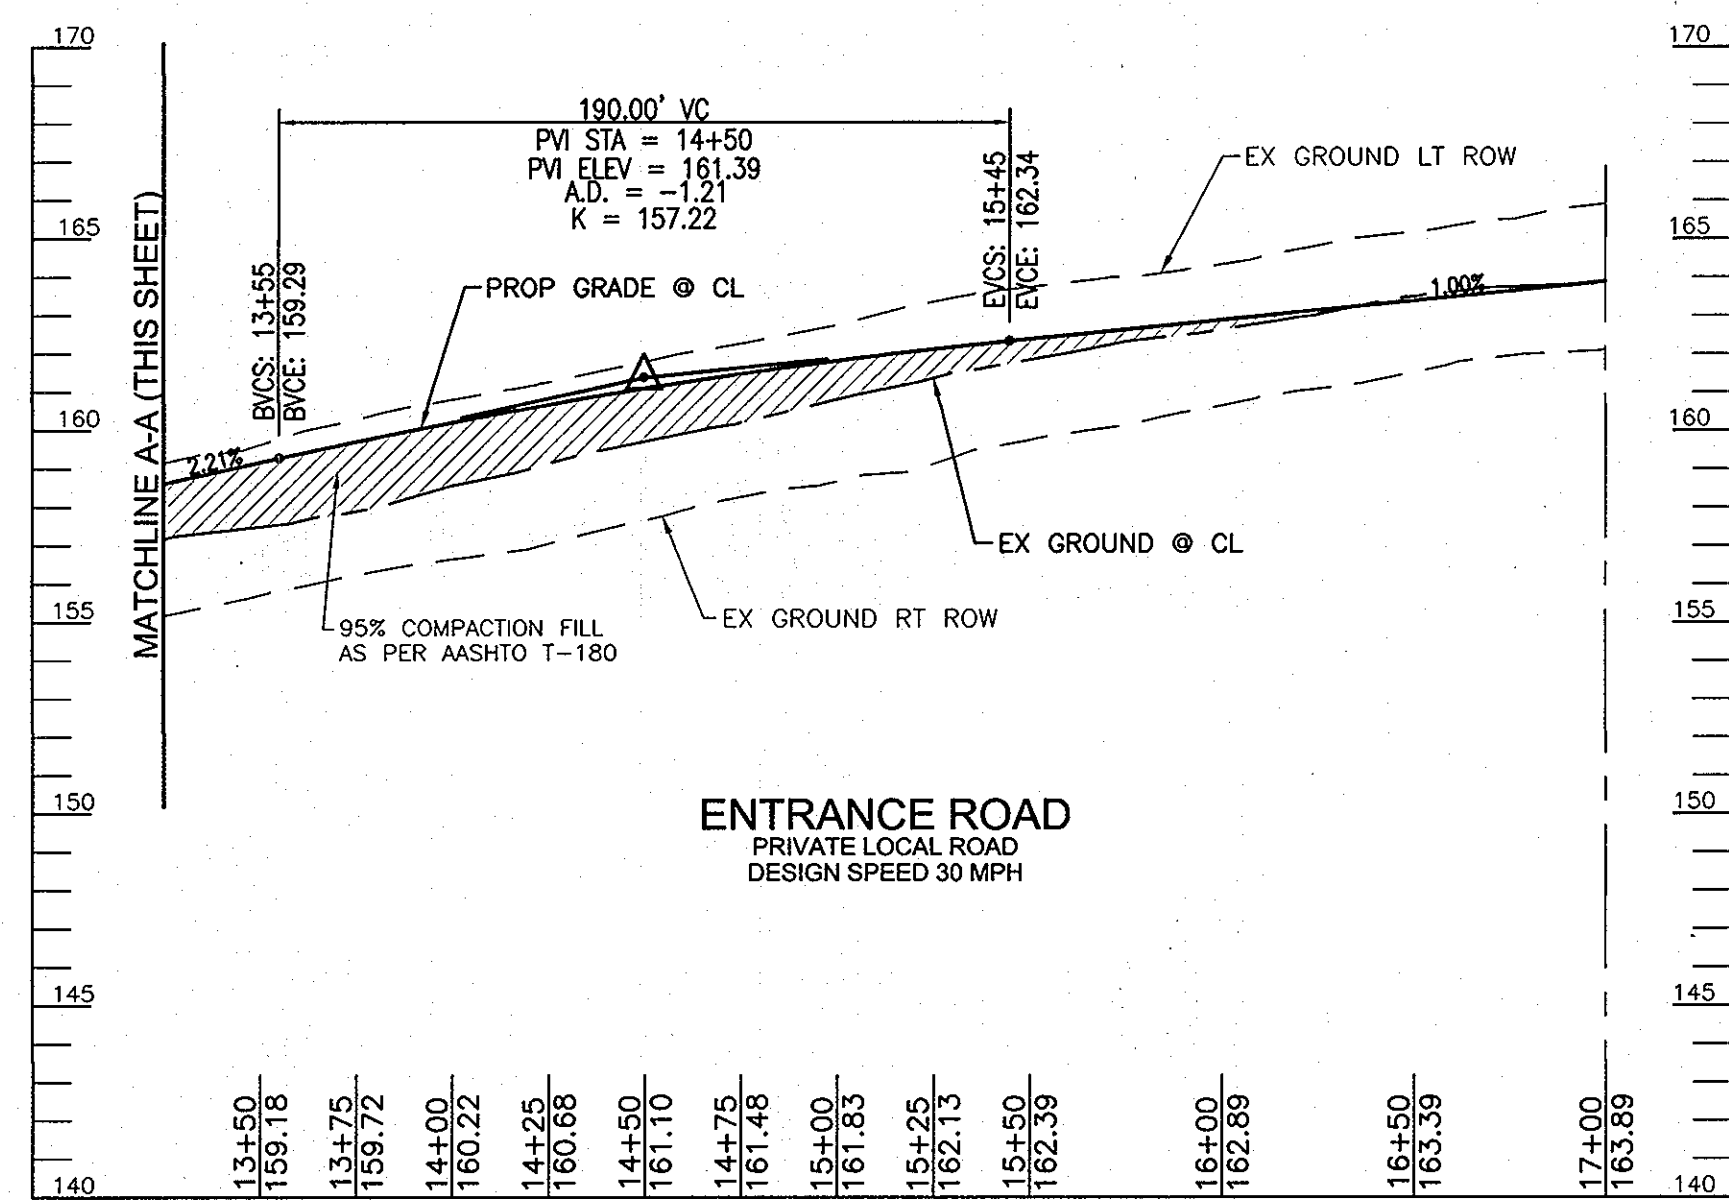 170
170
190.00' VC
PVI STA = 14+50
PVI ELEV = 161.39
A.D. = -1.21
K = 157.22
EX GROUND LT ROW
MATCHLINE A-A (THIS SHEET)
BVCS: 13+55
BVCE: 159.29
EVCS: 15+45
EVCE: 162.34
165
165
PROP GRADE @ CL
1.00%
160
160
2.21%
EX GROUND @ CL
155
155
95% COMPACTION FILL
AS PER AASHTO T-180
EX GROUND RT ROW
150
150
ENTRANCE ROAD
PRIVATE LOCAL ROAD
DESIGN SPEED 30 MPH
145
145
13+50
159.18
13+75
159.72
14+00
160.22
14+25
160.68
14+50
161.10
14+75
161.48
15+00
161.83
15+25
162.13
15+50
162.39
16+00
162.89
16+50
163.39
17+00
163.89
140
140